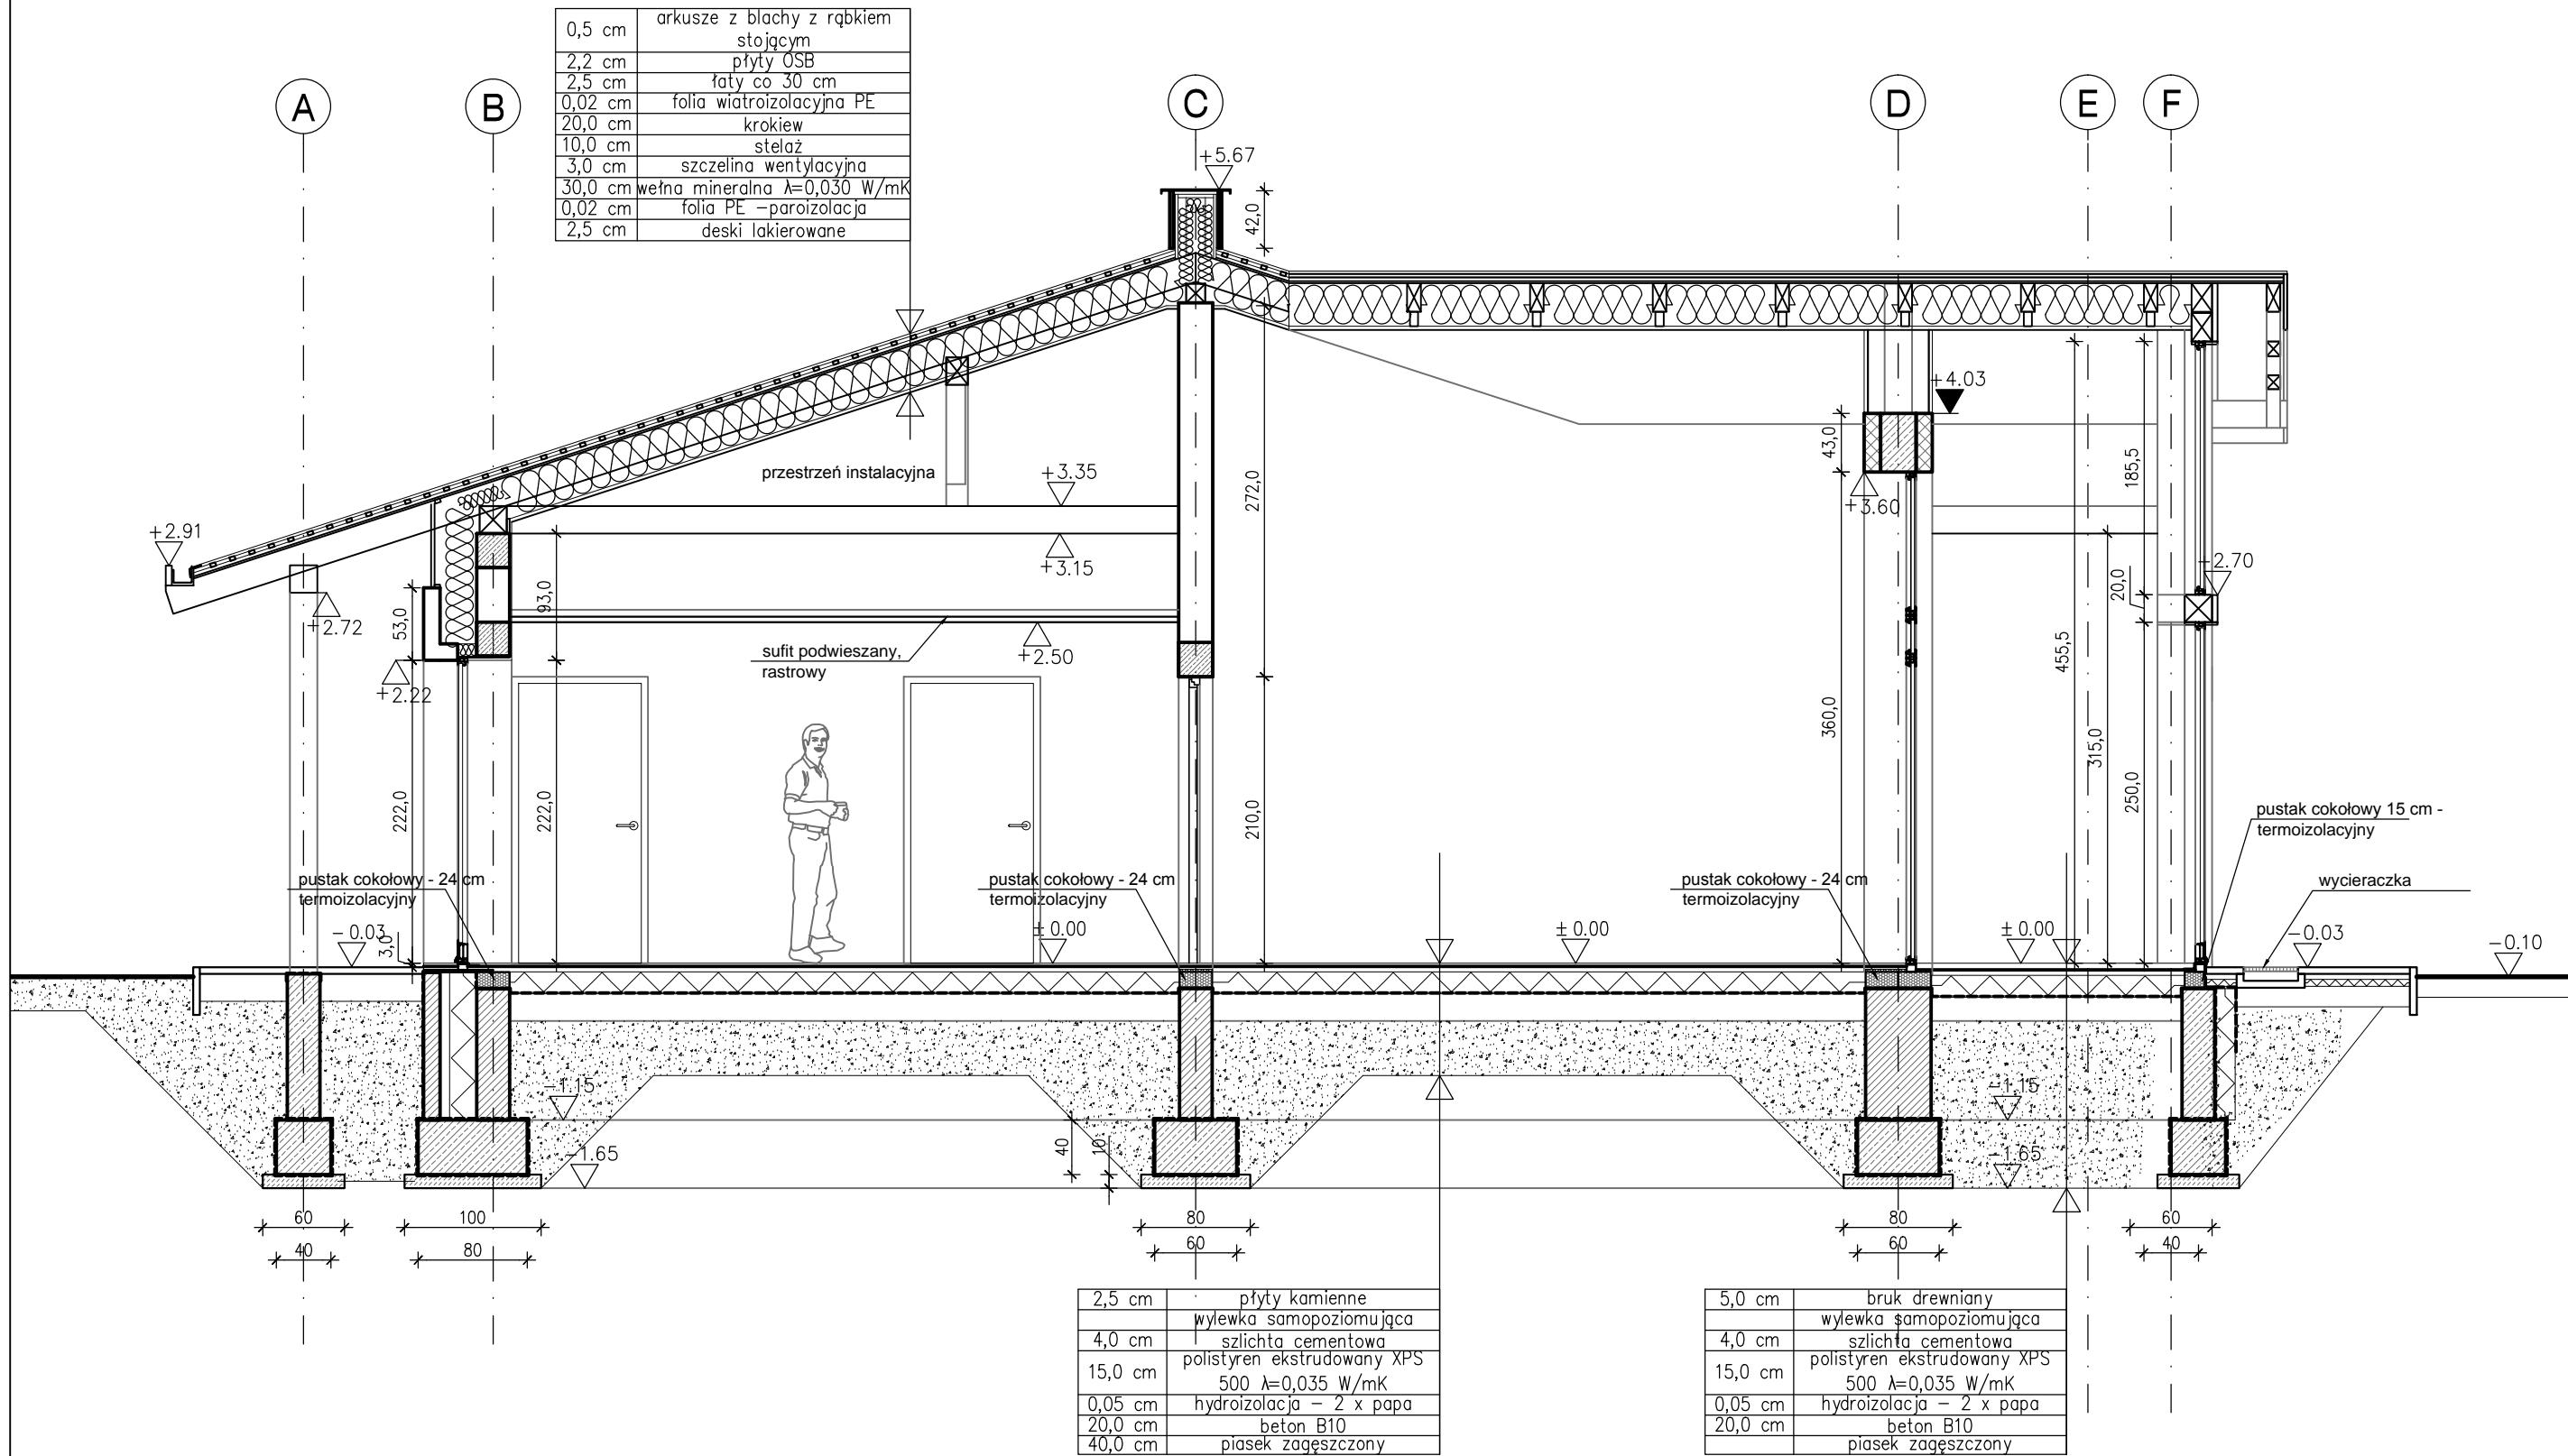 0,5 cm arkusze z blachy z rąbkiem
stojącym
2,2 cm płyty OSB
2,5 cm łaty co 30 cm
0,02 cm folia wiatroizolacyjna PE
20,0 cm krokiew
10,0 cm stelaż
3,0 cm szczelina wentylacyjna
30,0 cm wełna mineralna λ=0,030 W/mK
0,02 cm folia PE -paroizolacja
2,5 cm deski lakierowane
A B C D E F
+5.67
42,0
+4.03
43,0
185,5
+3.60
przestrzeń instalacyjna
+3.35
272,0
+2.91
+3.15
+2.70
20,0
93,0
53,0
+2.72
sufit podwieszany,
rastrowy
+2.50
+2.22
455,5
360,0
315,0
250,0
222,0
222,0
210,0
pustak cokołowy 15 cm -
termoizolacyjny
pustak cokołowy - 24 cm
termoizolacyjny
pustak cokołowy - 24 cm
termoizolacyjny
pustak cokołowy - 24 cm
termoizolacyjny
wycieraczka
- 0.03
3,0
± 0.00
± 0.00
± 0.00
-0.03
-0.10
-1.15
-1.15
40
10
-1.65
-1.65
60 100 80 80 60
40 80 60 60 40
2,5 cm płyty kamienne
wylewka samopoziomująca
4,0 cm szlichta cementowa
15,0 cm polistyren ekstrudowany XPS
500 λ=0,035 W/mK
0,05 cm hydroizolacja - 2 x papa
20,0 cm beton B10
40,0 cm piasek zagęszczony
5,0 cm bruk drewniany
wylewka samopoziomująca
4,0 cm szlichta cementowa
15,0 cm polistyren ekstrudowany XPS
500 λ=0,035 W/mK
0,05 cm hydroizolacja - 2 x papa
20,0 cm beton B10
piasek zagęszczony